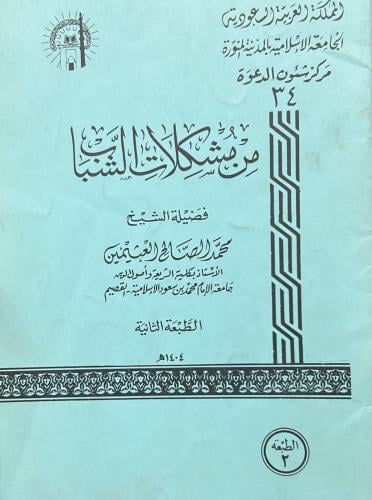 المملكة العربية السعودية
الجامعة الإسلامية بالمدينة المنورة
مركز شئون الدعوة
٣٤
من مشكلات الشباب
فضيلة الشيخ
محمد الصالح العثيمين
الأستاذ بكلية الشريعة وأصول الدين
جامعة الإمام محمد بن سعود الإسلامية - القصيم
الطبعة الثانية
١٤٠٤هـ
الطبعة
٢